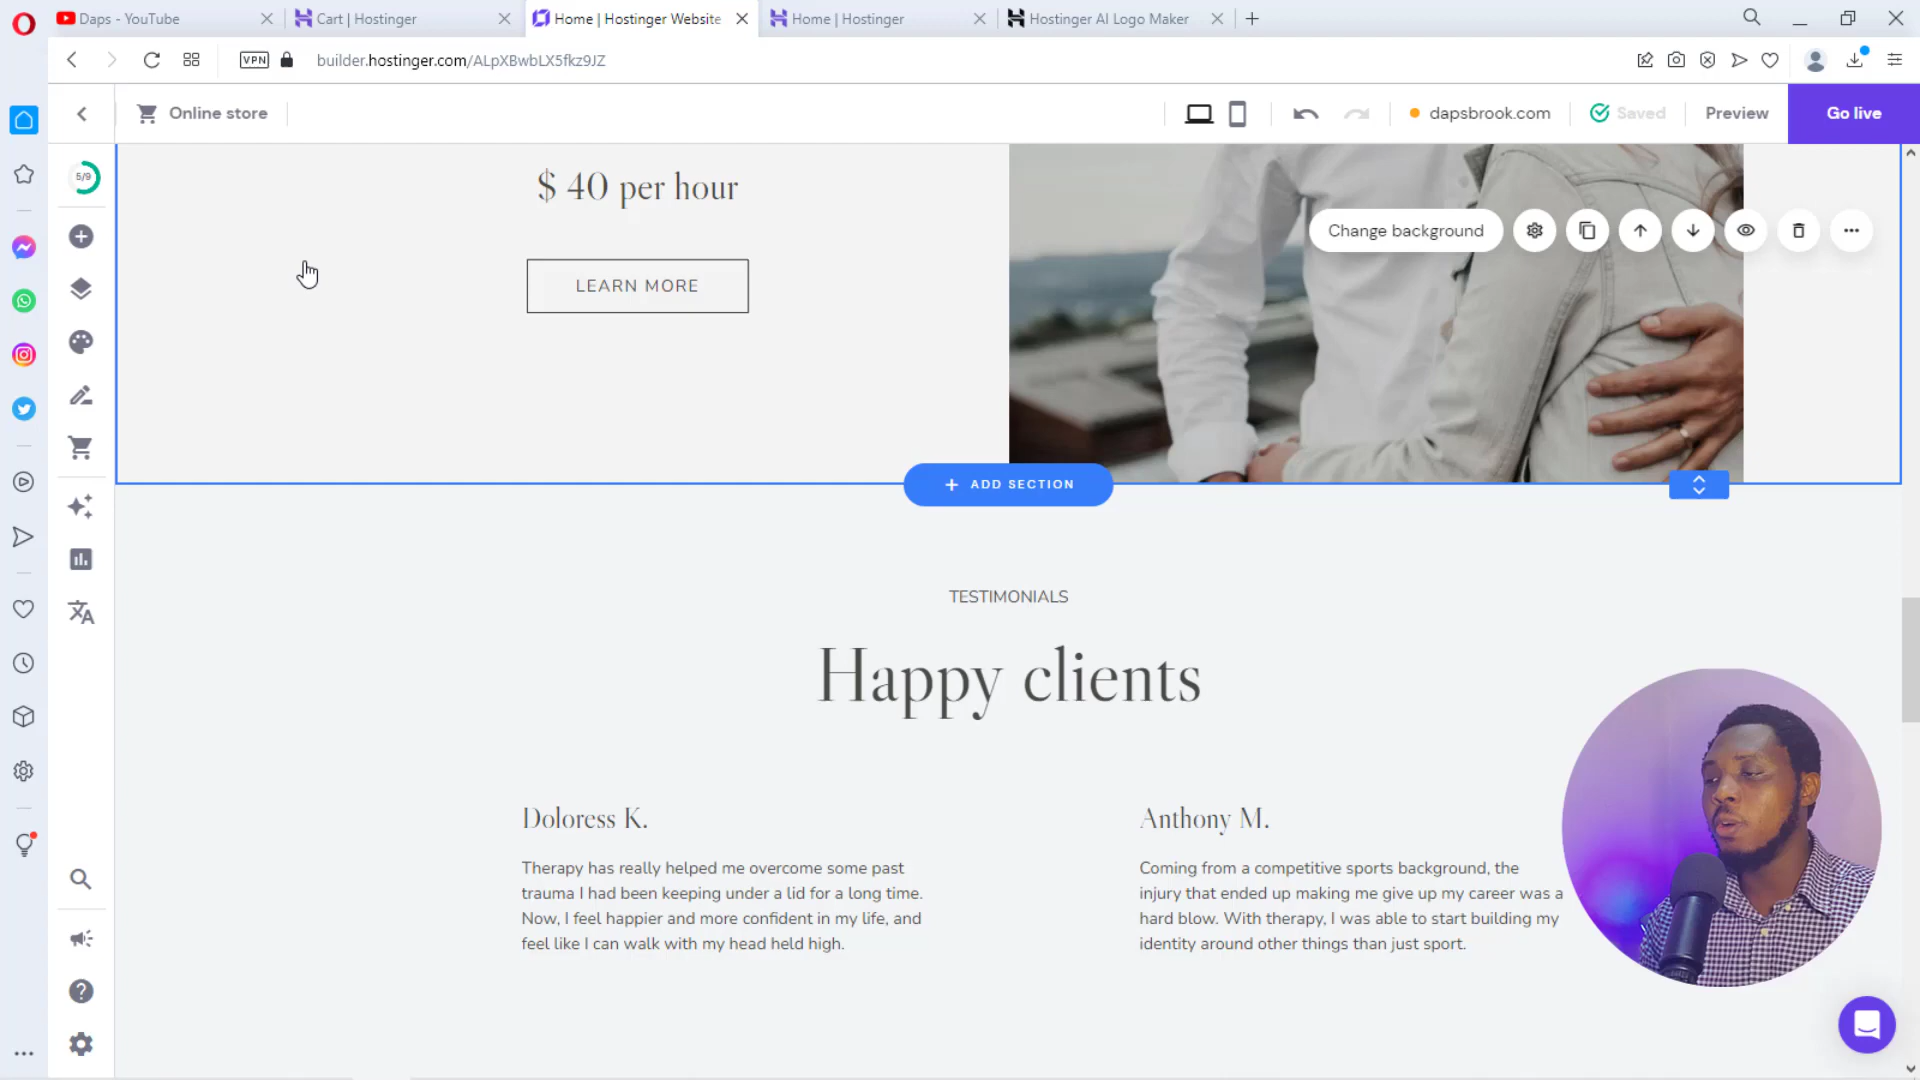 Daps - YouTube
Cart | Hostinger
Home | Hostinger Website
Home | Hostinger
Hostinger AI Logo Maker
VPN
builder.hostinger.com/ALpXBwbLX5fkz9JZ
Online store
dapsbrook.com
Saved
Preview
Go live
5/9
$ 40 per hour
Change background
LEARN MORE
ADD SECTION
TESTIMONIALS
Happy clients
Doloress K.
Therapy has really helped me overcome some past
trauma I had been keeping under a lid for a long time.
Now, I feel happier and more confident in my life, and
feel like I can walk with my head held high.
Anthony M.
Coming from a competitive sports background, the
injury that ended up making me give up my career was a
hard blow. With therapy, I was able to start building my
identity around other things than just sport.